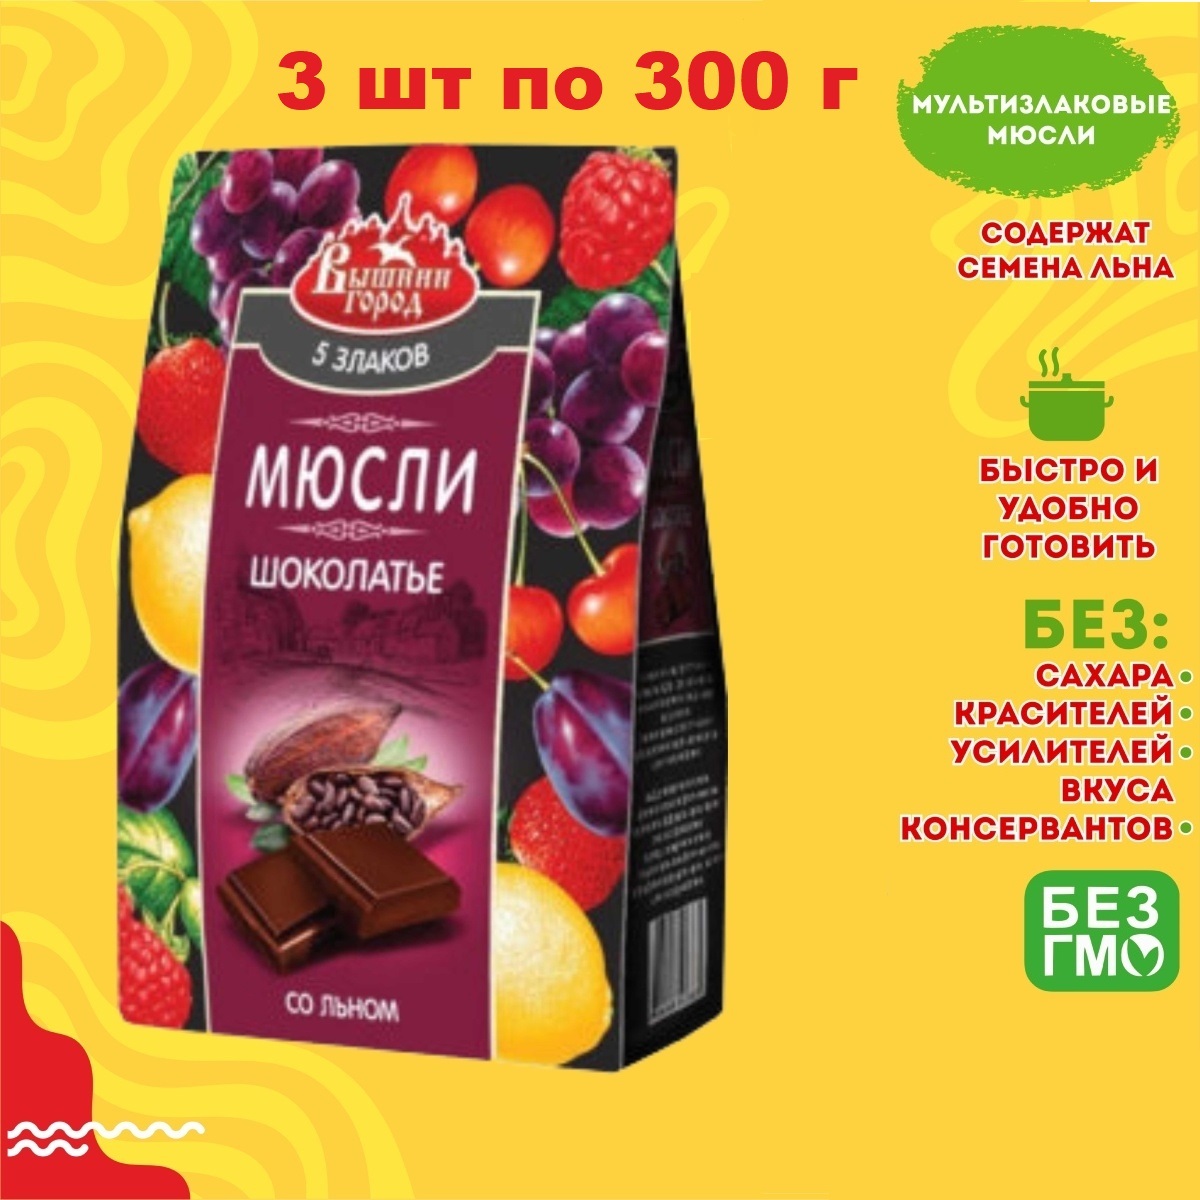 3 шт по 300 г
МУЛЬТИЗЛАКОВЫЕ
МЮСЛИ
СОДЕРЖАТ
СЕМЕНА ЛЬНА
БЫСТРО И
УДОБНО
ГОТОВИТЬ
БЕЗ:
САХАРА •
КРАСИТЕЛЕЙ •
УСИЛИТЕЛЕЙ •
ВКУСА
КОНСЕРВАНТОВ •
БЕЗ
ГМО
Вышний
город
5 ЗЛАКОВ
МЮСЛИ
ШОКОЛАТЬЕ
СО ЛЬНОМ